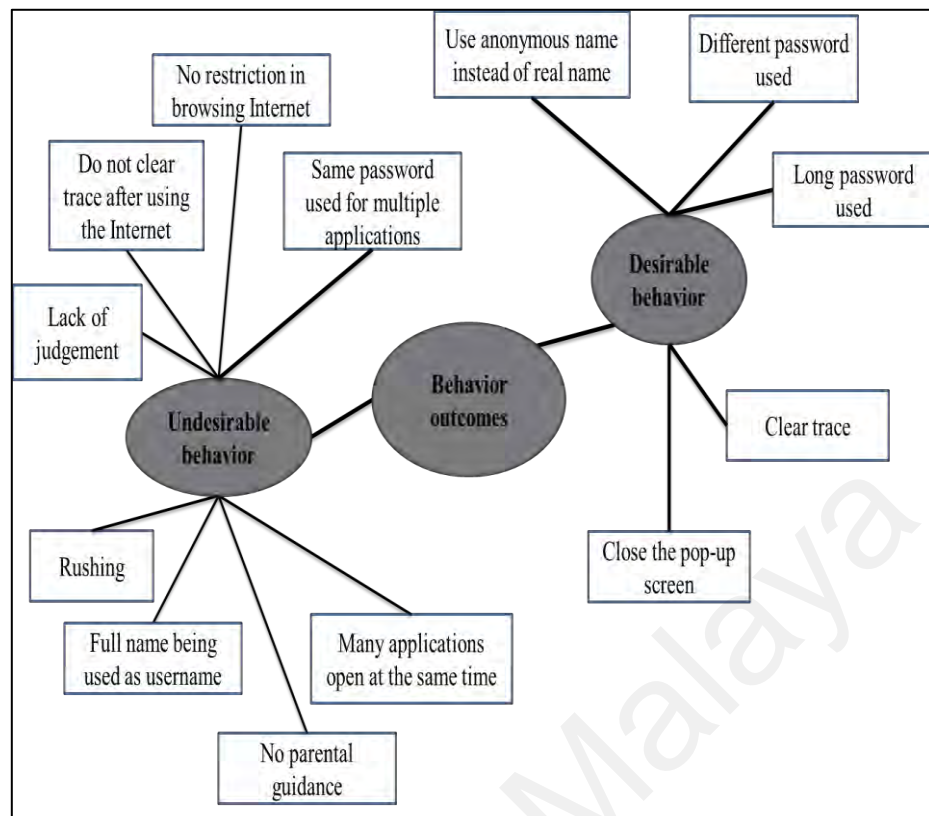 Use anonymous name
instead of real name
Different password
used
No restriction in
browsing Internet
Do not clear
trace after using
the Internet
Same password
used for multiple
applications
Long password
used
Desirable
behavior
Lack of
judgement
Behavior
outcomes
Undesirable
behavior
Clear trace
Rushing
Close the pop-up
screen
Full name being
used as username
Many applications
open at the same time
No parental
guidance
Malaya